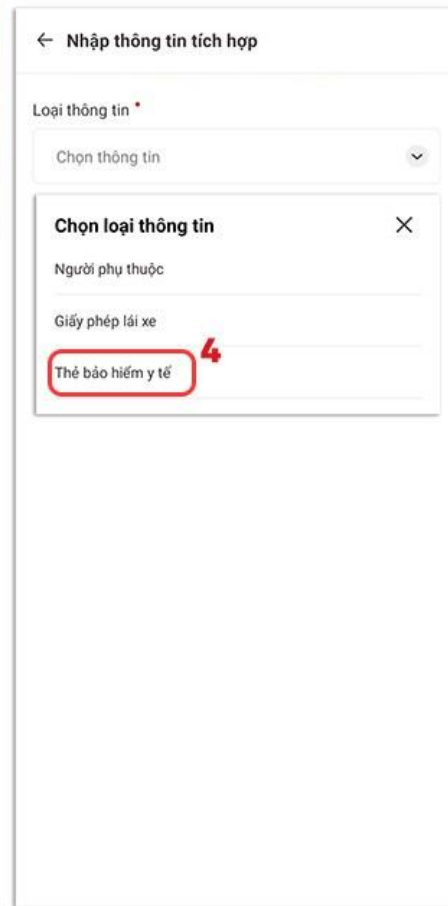 ← Nhập thông tin tích hợp
Loại thông tin *
Chọn thông tin
Chọn loại thông tin
Người phụ thuộc
Giấy phép lái xe
4
Thẻ bảo hiểm y tế